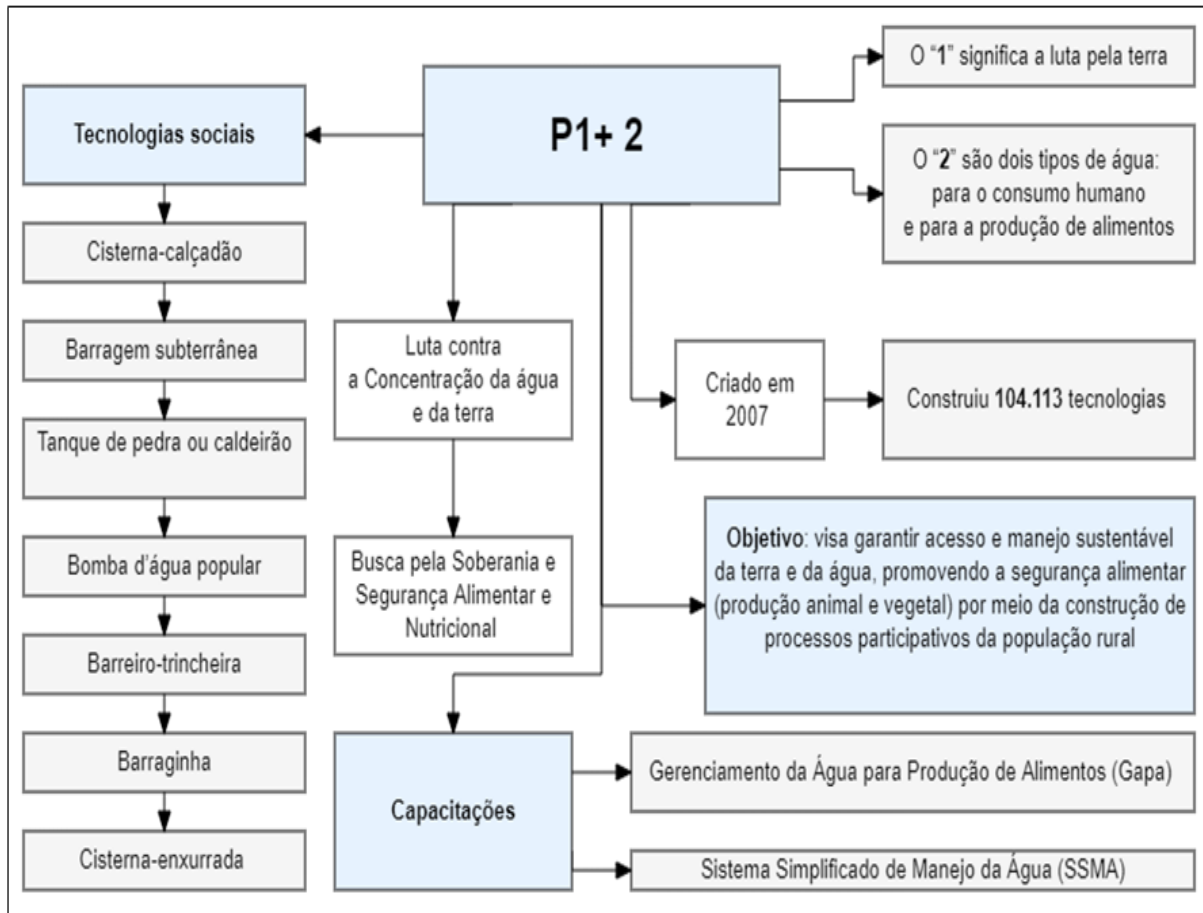 P1+ 2
O “1” significa a luta pela terra
O “2” são dois tipos de água:
para o consumo humano
e para a produção de alimentos
Tecnologias sociais
Cisterna-calçadão
Barragem subterrânea
Tanque de pedra ou caldeirão
Bomba d’água popular
Barreiro-trincheira
Barraginha
Cisterna-enxurrada
Luta contra
a Concentração da água
e da terra
Busca pela Soberania e
Segurança Alimentar e
Nutricional
Criado em
2007
Construiu 104.113 tecnologias
Objetivo: visa garantir acesso e manejo sustentável
da terra e da água, promovendo a segurança alimentar
(produção animal e vegetal) por meio da construção de
processos participativos da população rural
Capacitações
Gerenciamento da Água para Produção de Alimentos (Gapa)
Sistema Simplificado de Manejo da Água (SSMA)